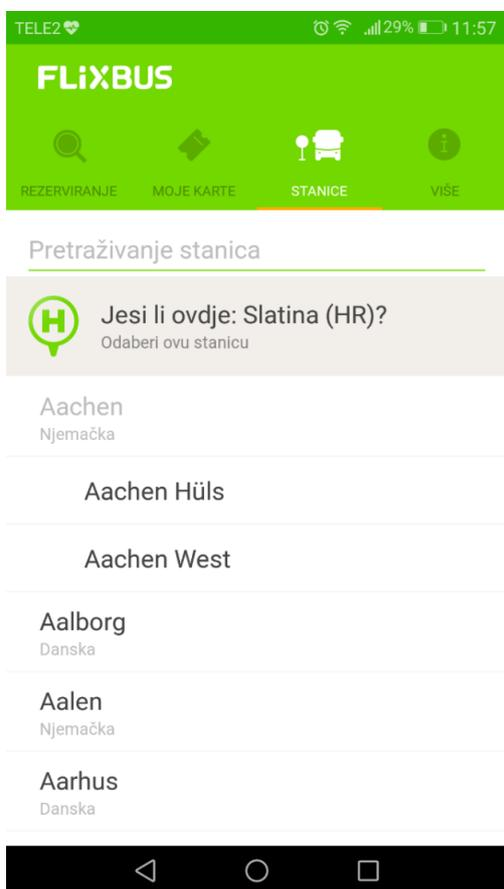 TELE2
29%
11:57
FLiXBUS
REZERVIRANJE
MOJE KARTE
STANICE
VIŠE
Pretraživanje stanica
H
Jesi li ovdje: Slatina (HR)?
Odaberi ovu stanicu
Aachen
Njemačka
Aachen Hüls
Aachen West
Aalborg
Danska
Aalen
Njemačka
Aarhus
Danska